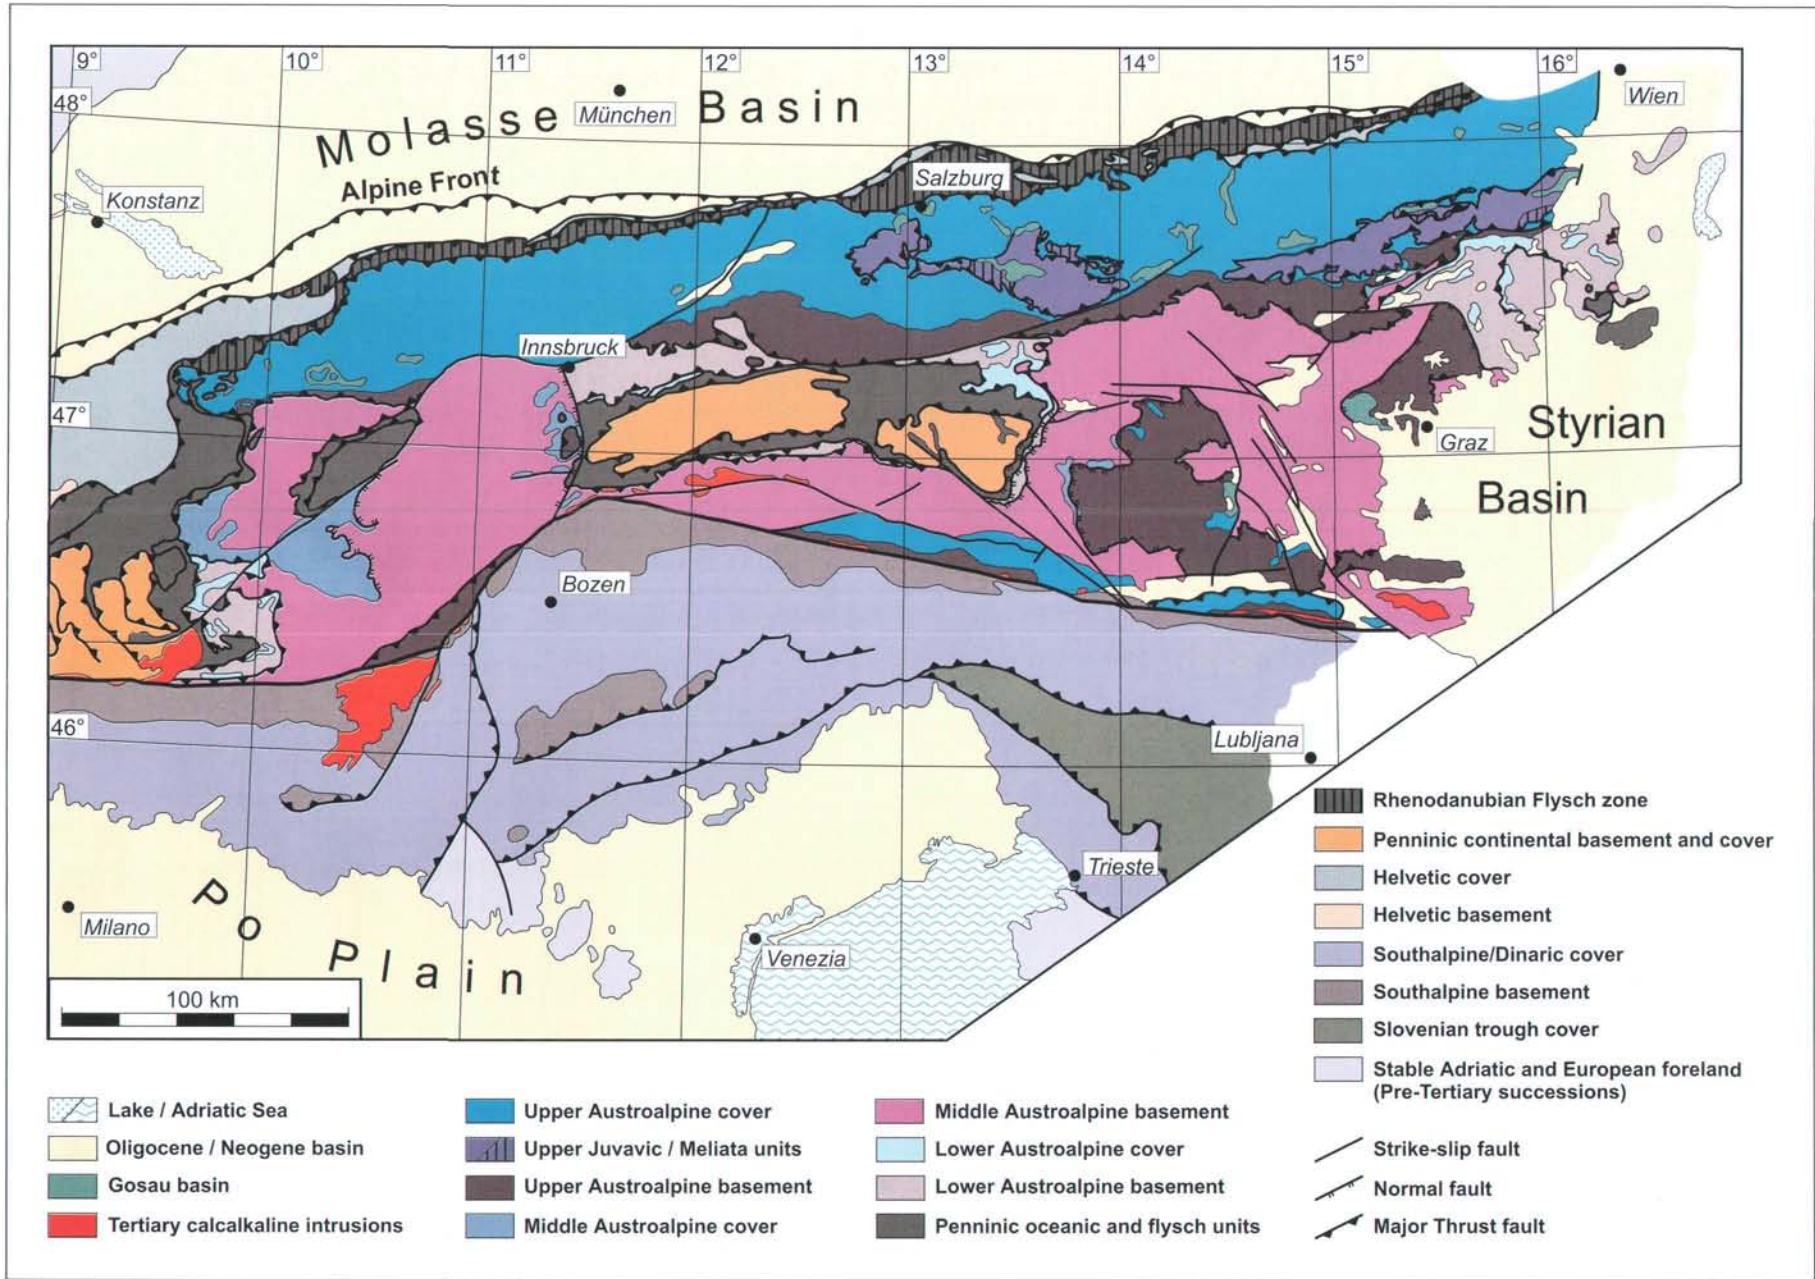 9°
10°
11°
12°
13°
14°
15°
16°
48°
47°
46°
Molasse Basin
Alpine Front
München
Wien
Konstanz
Salzburg
Innsbruck
Graz
Styrian
Basin
Bozen
Lubljana
Trieste
Venezia
Milano
Po Plain
100 km
Rhenodanubian Flysch zone
Penninic continental basement and cover
Helvetic cover
Helvetic basement
Southalpine/Dinaric cover
Southalpine basement
Slovenian trough cover
Stable Adriatic and European foreland
(Pre-Tertiary successions)
Lake / Adriatic Sea
Oligocene / Neogene basin
Gosau basin
Tertiary calcalkaline intrusions
Upper Austroalpine cover
Upper Juvavic / Meliata units
Upper Austroalpine basement
Middle Austroalpine cover
Middle Austroalpine basement
Lower Austroalpine cover
Lower Austroalpine basement
Penninic oceanic and flysch units
Strike-slip fault
Normal fault
Major Thrust fault